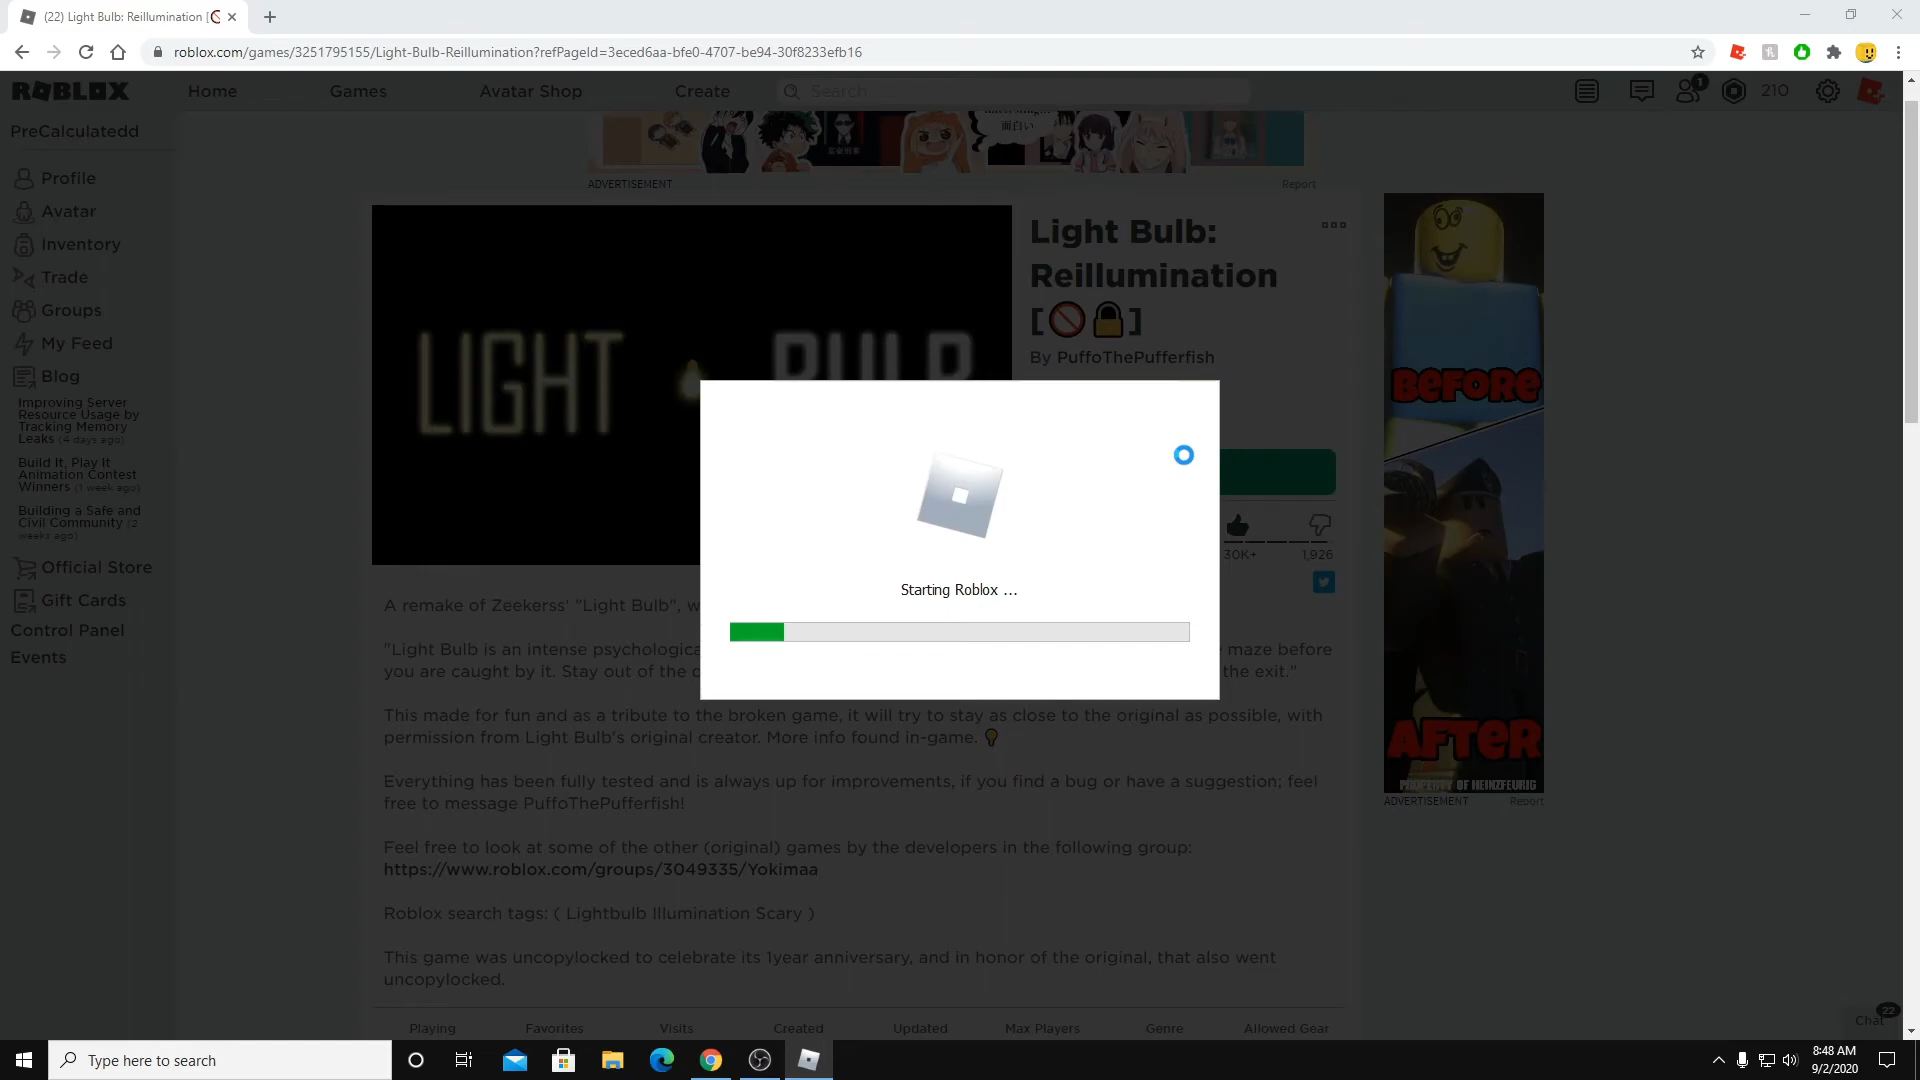 (22) Light Bulb: Reillumination [
roblox.com/games/3251795155/Light-Bulb-Reillumination?refPageId=3eced6aa-bfe0-4707-be94-30f8233efb16
ROBLOX
Home
Games
Avatar Shop
Create
Search
1
210
PreCalculatedd
Profile
Avatar
Inventory
Trade
Groups
My Feed
Blog
Improving Server
Resource Usage by
Tracking Memory
Leaks (4 days ago)
Build It, Play It
Animation Contest
Winners (1 week ago)
Building a Safe and
Civil Community (2
weeks ago)
Official Store
Gift Cards
Control Panel
Events
面白い
ADVERTISEMENT
Report
LIGHT BULB
Light Bulb:
Reillumination
[🚫🔒]
By PuffoThePufferfish
30K+
1,926
Starting Roblox ...
A remake of Zeekerss' "Light Bulb", w
"Light Bulb is an intense psychologica
maze before
you are caught by it. Stay out of the
the exit."
This made for fun and as a tribute to the broken game, it will try to stay as close to the original as possible, with
permission from Light Bulb's original creator. More info found in-game. 💡
Everything has been fully tested and is always up for improvements, if you find a bug or have a suggestion; feel
free to message PuffoThePufferfish!
Feel free to look at some of the other (original) games by the developers in the following group:
https://www.roblox.com/groups/3049335/Yokimaa
Roblox search tags: ( Lightbulb Illumination Scary )
This game was uncopylocked to celebrate its 1year anniversary, and in honor of the original, that also went
uncopylocked.
Playing
Favorites
Visits
Created
Updated
Max Players
Genre
Allowed Gear
BEFORE
AFTER
PROPERTY OF HEINZFEURIG
ADVERTISEMENT
Report
Chat
22
Type here to search
8:48 AM
9/2/2020